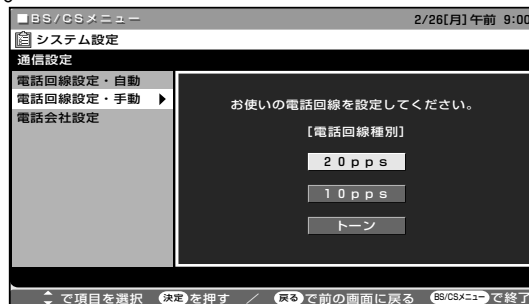 ■BS/CSメニュー 2/26[月]午前 9:00
システム設定
通信設定
電話回線設定・自動
電話回線設定・手動 ▶
電話会社設定
お使いの電話回線を設定してください。
[電話回線種別]
20pps
10pps
トーン
で項目を選択 決定を押す / 戻るで前の画面に戻る BS/CSメニューで終了